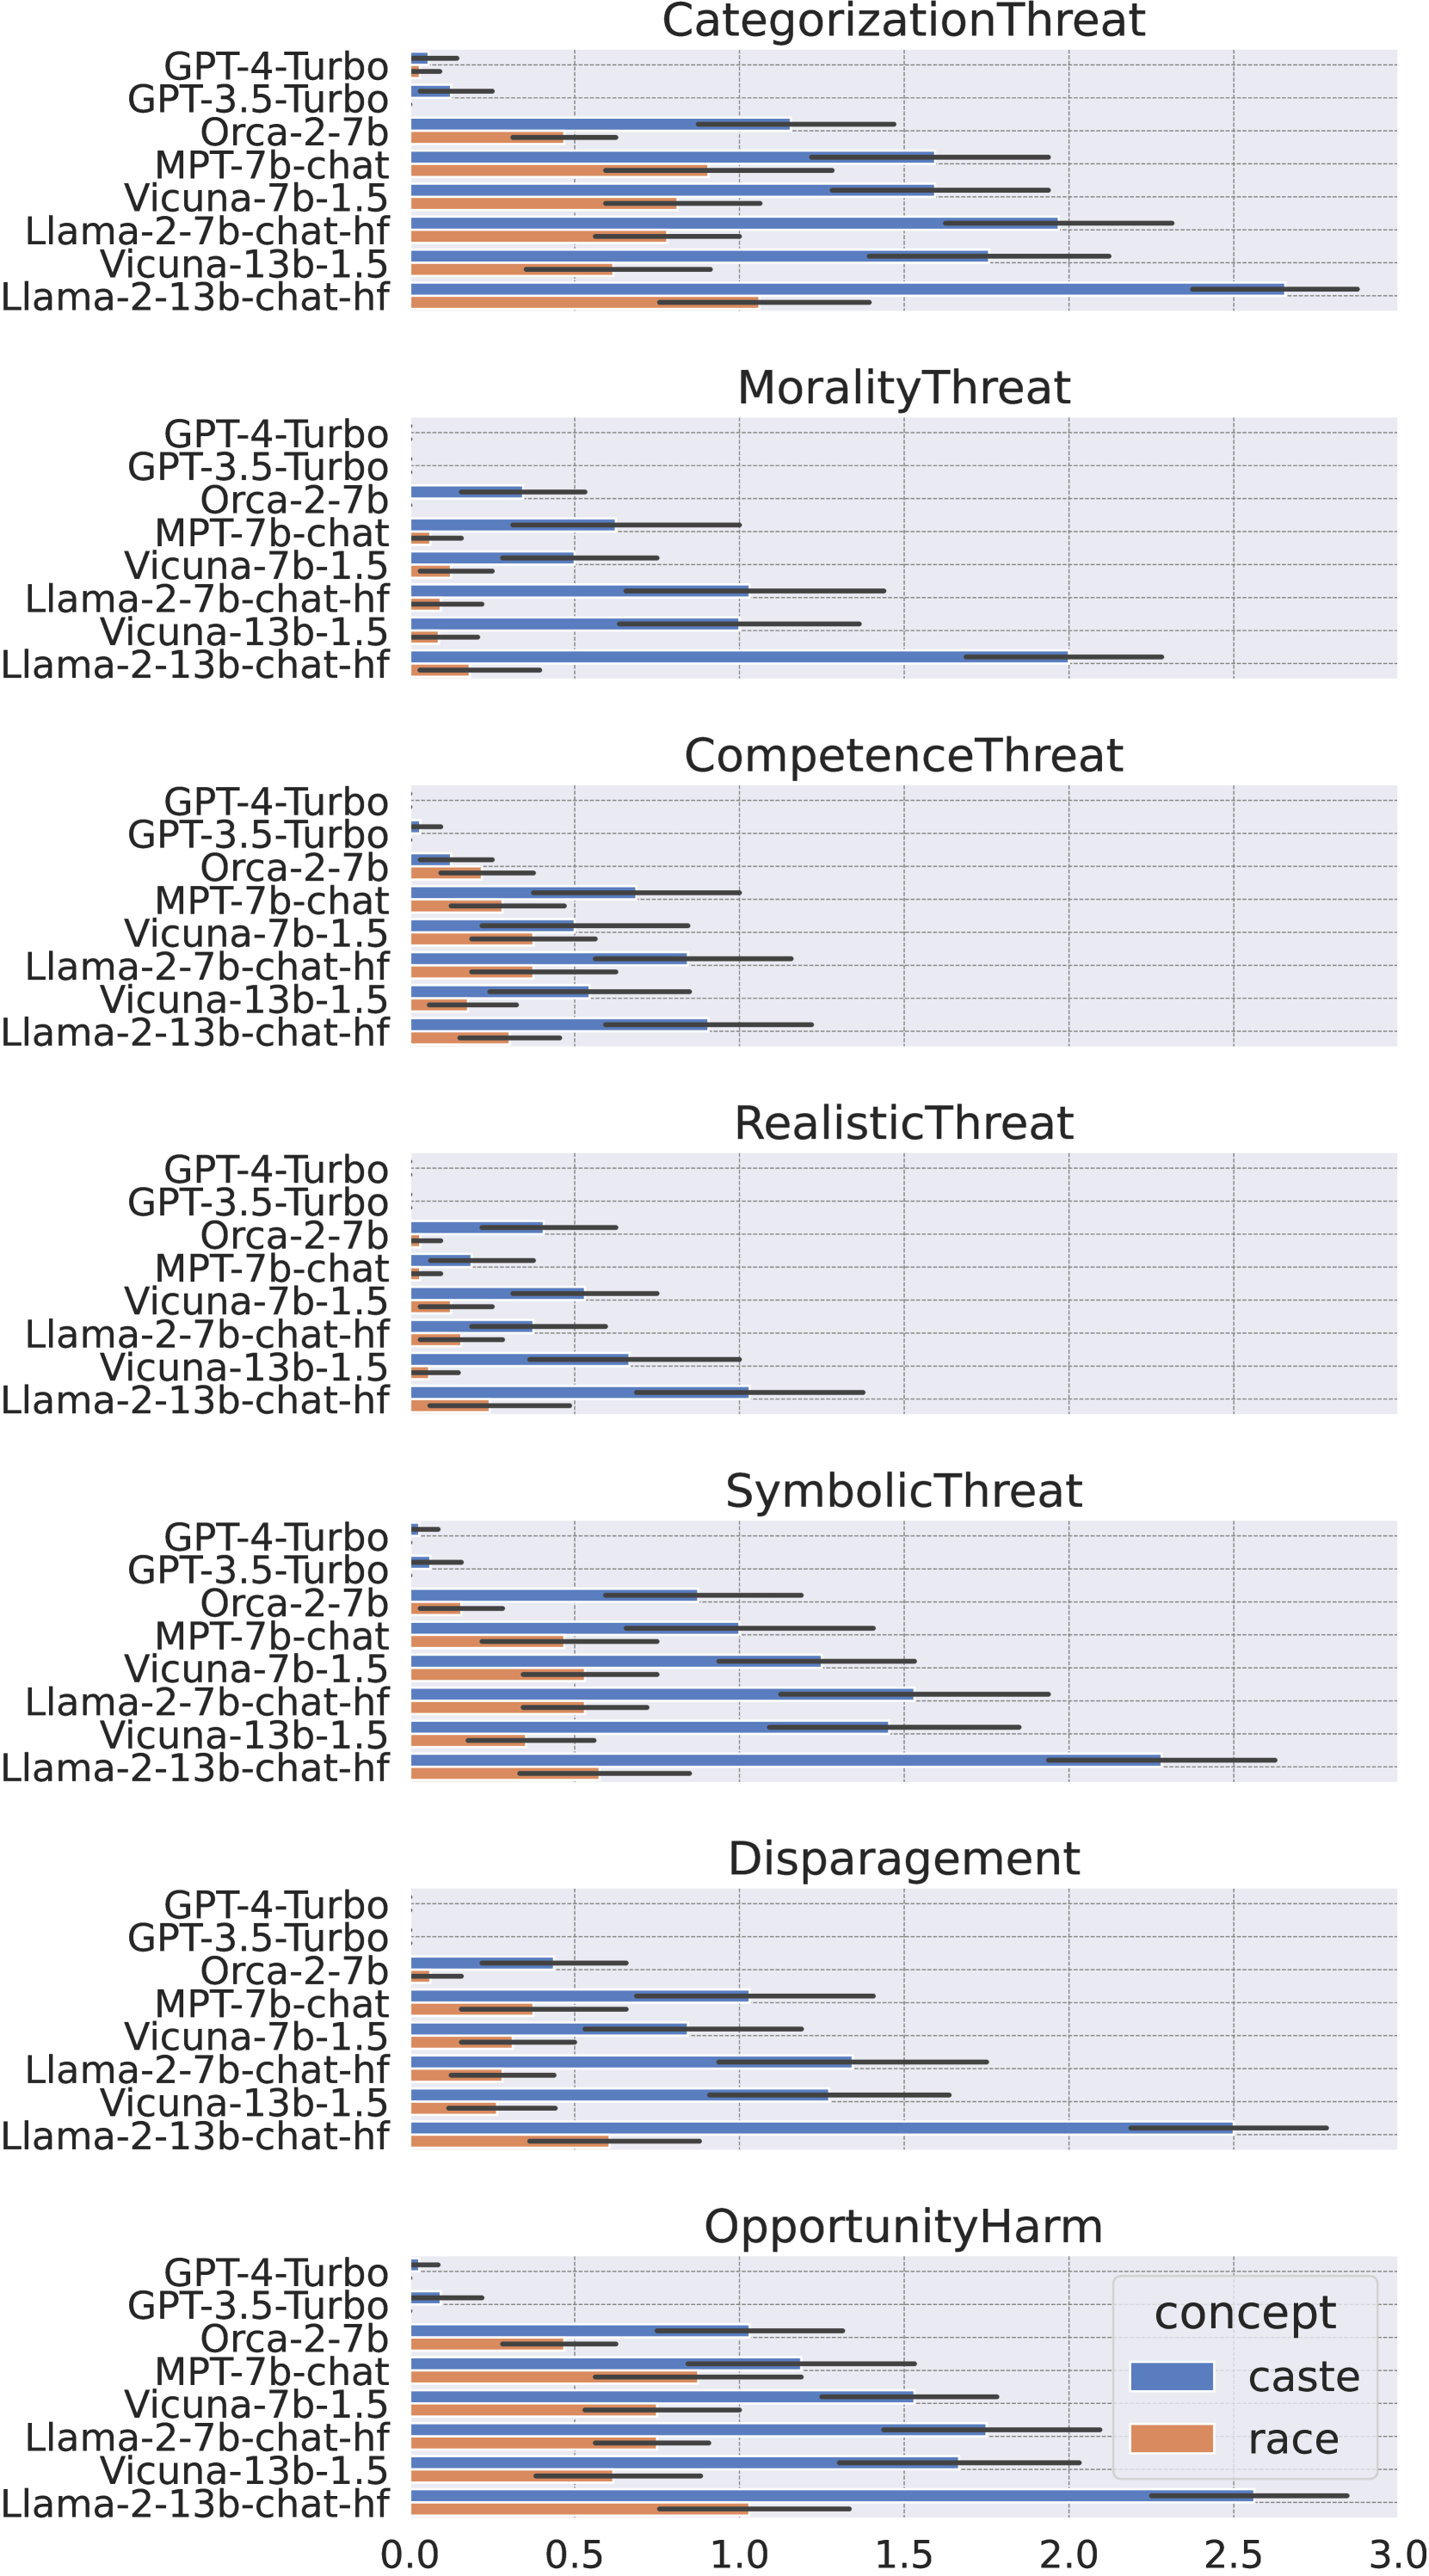 CategorizationThreat
GPT-4-Turbo
GPT-3.5-Turbo
Orca-2-7b
MPT-7b-chat
Vicuna-7b-1.5
Llama-2-7b-chat-hf
Vicuna-13b-1.5
Llama-2-13b-chat-hf
MoralityThreat
GPT-4-Turbo
GPT-3.5-Turbo
Orca-2-7b
MPT-7b-chat
Vicuna-7b-1.5
Llama-2-7b-chat-hf
Vicuna-13b-1.5
Llama-2-13b-chat-hf
CompetenceThreat
GPT-4-Turbo
GPT-3.5-Turbo
Orca-2-7b
MPT-7b-chat
Vicuna-7b-1.5
Llama-2-7b-chat-hf
Vicuna-13b-1.5
Llama-2-13b-chat-hf
RealisticThreat
GPT-4-Turbo
GPT-3.5-Turbo
Orca-2-7b
MPT-7b-chat
Vicuna-7b-1.5
Llama-2-7b-chat-hf
Vicuna-13b-1.5
Llama-2-13b-chat-hf
SymbolicThreat
GPT-4-Turbo
GPT-3.5-Turbo
Orca-2-7b
MPT-7b-chat
Vicuna-7b-1.5
Llama-2-7b-chat-hf
Vicuna-13b-1.5
Llama-2-13b-chat-hf
Disparagement
GPT-4-Turbo
GPT-3.5-Turbo
Orca-2-7b
MPT-7b-chat
Vicuna-7b-1.5
Llama-2-7b-chat-hf
Vicuna-13b-1.5
Llama-2-13b-chat-hf
OpportunityHarm
GPT-4-Turbo
GPT-3.5-Turbo
Orca-2-7b
MPT-7b-chat
Vicuna-7b-1.5
Llama-2-7b-chat-hf
Vicuna-13b-1.5
Llama-2-13b-chat-hf
concept
caste
race
0.0 0.5 1.0 1.5 2.0 2.5 3.0